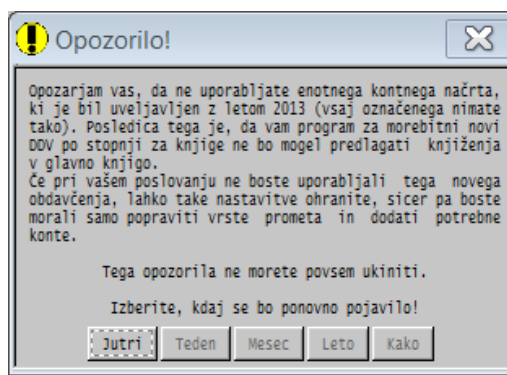 Opozorilo!
Opozarjam vas, da ne uporabljate enotnega kontnega načrta,
ki je bil uveljavljen z letom 2013 (vsaj označenega nimate
tako). Posledica tega je, da vam program za morebitni novi
DDV po stopnji za knjige ne bo mogel predlagati knjiženja
v glavno knjigo.
Če pri vašem poslovanju ne boste uporabljali tega novega
obdavčenja, lahko take nastavitve ohranite, sicer pa boste
morali samo popraviti vrste prometa in dodati potrebne
konte.
Tega opozorila ne morete povsem ukiniti.
Izberite, kdaj se bo ponovno pojavilo!
Jutri Teden Mesec Leto Kako